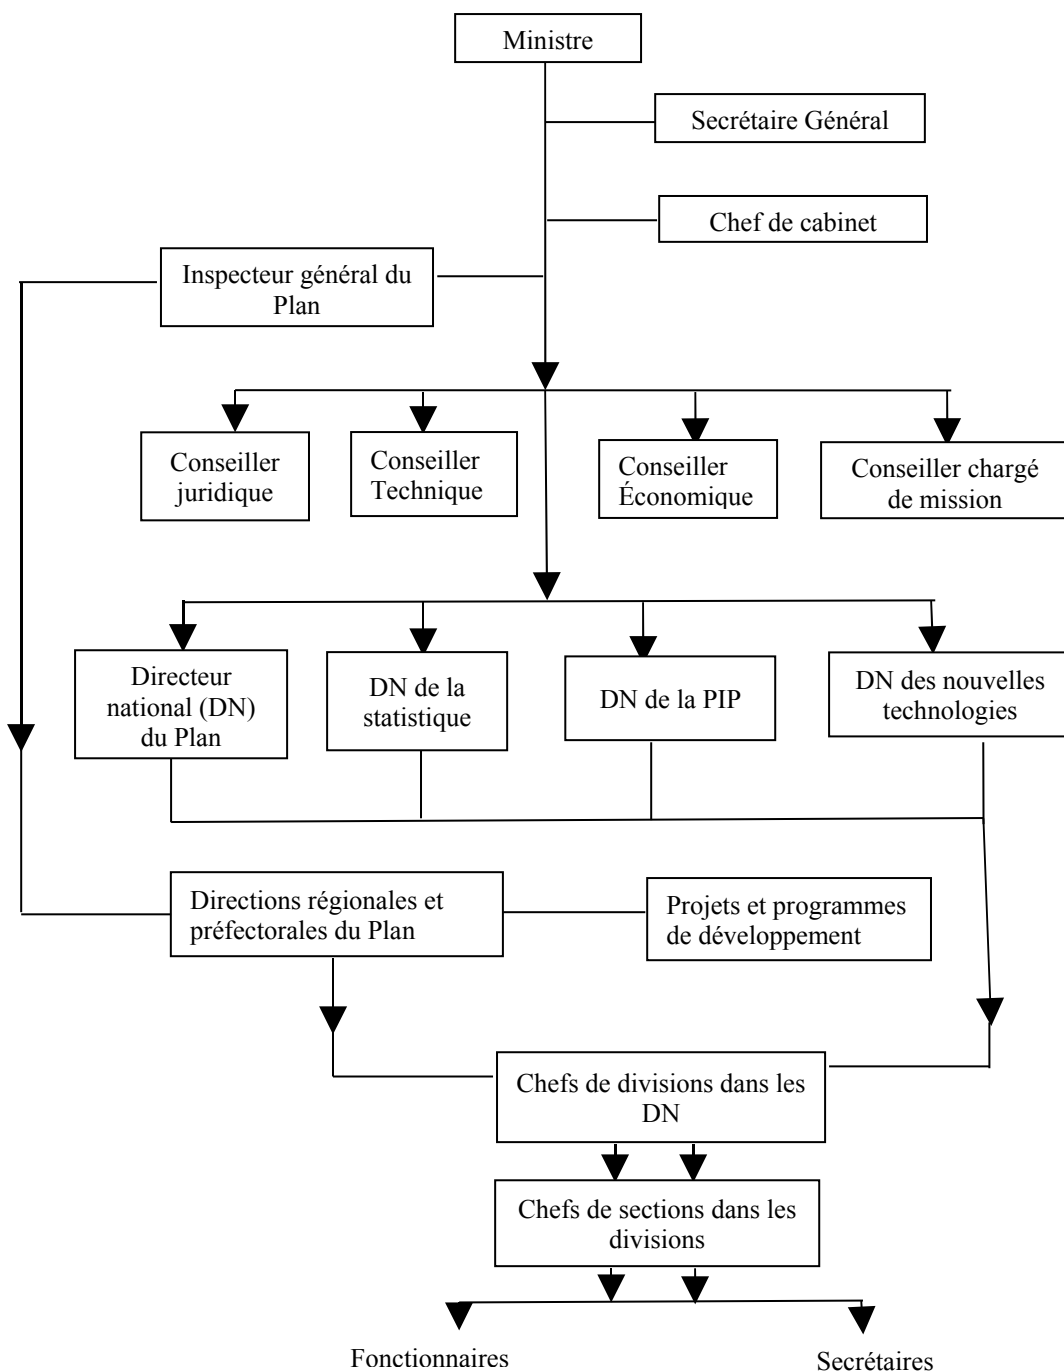 Ministre
Secrétaire Général
Chef de cabinet
Inspecteur général du
Plan
Conseiller
juridique
Conseiller
Technique
Conseiller
Économique
Conseiller chargé
de mission
Directeur
national (DN)
du Plan
DN de la
statistique
DN de la PIP
DN des nouvelles
technologies
Directions régionales et
préfectorales du Plan
Projets et programmes
de développement
Chefs de divisions dans les
DN
Chefs de sections dans les
divisions
Fonctionnaires
Secrétaires